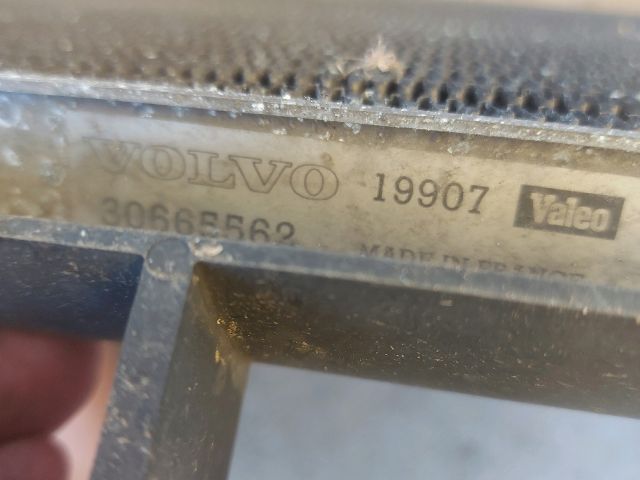 VOLVO 19907 Valeo
30665562
MADE IN FRANCE